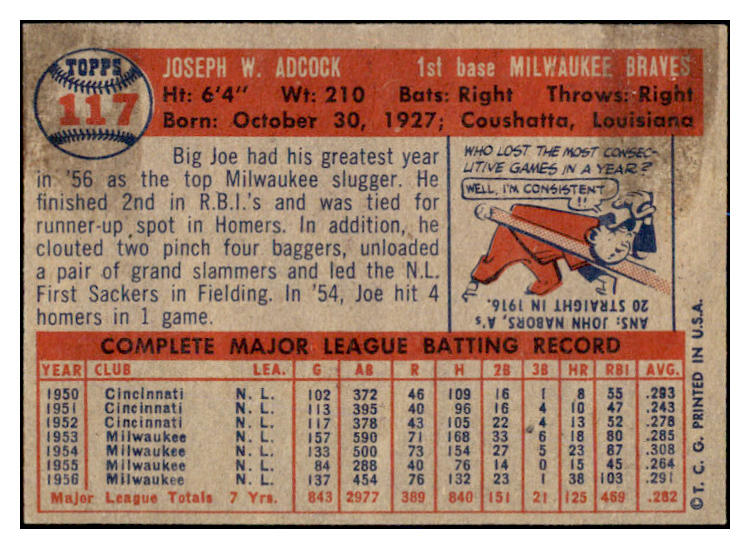 TOPPS
117
JOSEPH W. ADCOCK 1st base MILWAUKEE BRAVES
Ht: 6'4" Wt: 210 Bats: Right Throws: Right
Born: October 30, 1927; Coushatta, Louisiana
Big Joe had his greatest year
in '56 as the top Milwaukee slugger. He
finished 2nd in R.B.I.'s and was tied for
runner-up spot in Homers. In addition, he
clouted two pinch four baggers, unloaded
a pair of grand slammers and led the N.L.
First Sackers in Fielding. In '54, Joe hit 4
homers in 1 game.
WHO LOST THE MOST CONSEC-
UTIVE GAMES IN A YEAR?
WELL, I'M CONSISTENT
!!
ANS: JOHN NABORS, A's,
20 STRAIGHT IN 1916.
COMPLETE MAJOR LEAGUE BATTING RECORD
YEAR CLUB LEA. G AB R H 2B 3B HR RBI AVG.
1950 Cincinnati N. L. 102 372 46 109 16 1 8 55 .293
1951 Cincinnati N. L. 113 395 40 96 16 4 10 47 .243
1952 Cincinnati N. L. 117 378 43 105 22 4 13 52 .278
1953 Milwaukee N. L. 157 590 71 168 33 6 18 80 .285
1954 Milwaukee N. L. 133 500 73 154 27 5 23 87 .308
1955 Milwaukee N. L. 84 288 40 76 14 0 15 45 .264
1956 Milwaukee N. L. 137 454 76 132 23 1 38 103 .291
Major League Totals 7 Yrs. 843 2977 389 840 151 21 125 469 .282
© T. C. G. PRINTED IN U.S.A.